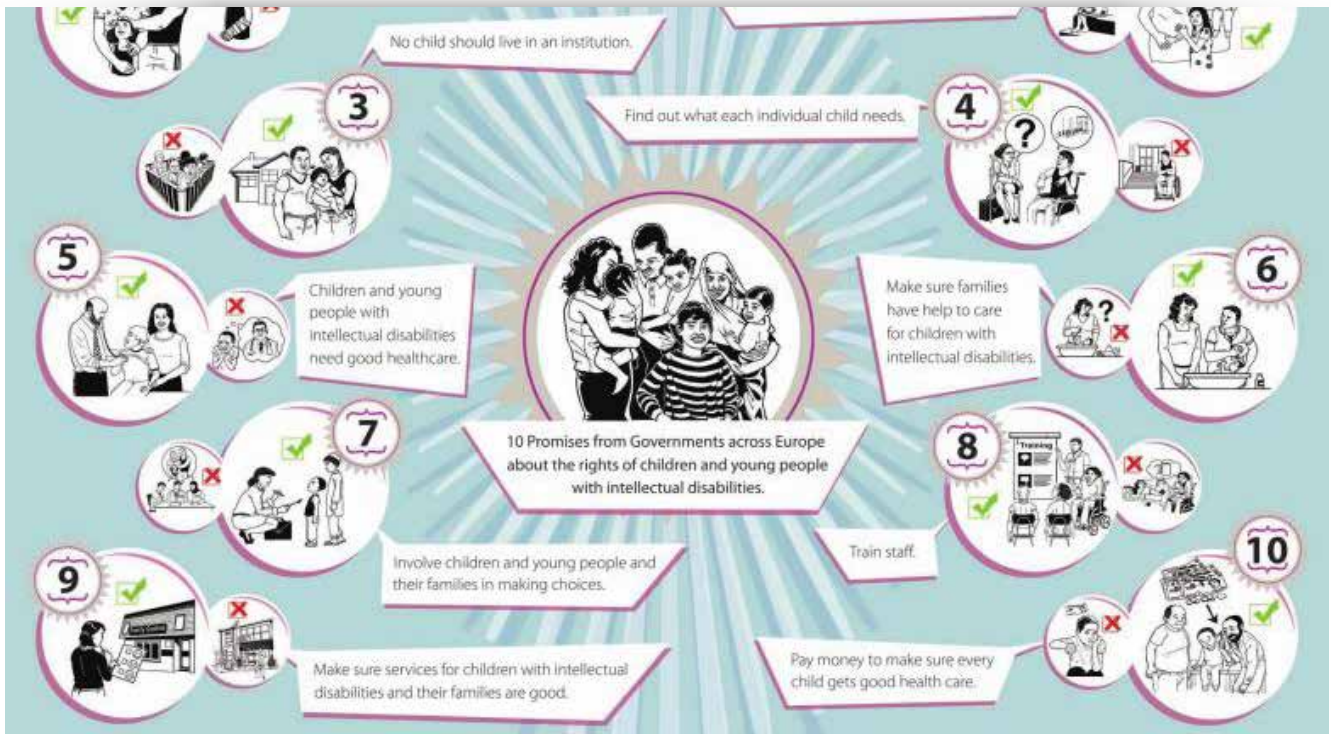 No child should live in an institution.
3
Find out what each individual child needs.
4
?
5
Children and young
people with
intellectual disabilities
need good healthcare.
Make sure families
have help to care
for children with
intellectual disabilities.
?
6
10 Promises from Governments across Europe
about the rights of children and young people
with intellectual disabilities.
7
Involve children and young people and
their families in making choices.
8
Training
Train staff.
9
Make sure services for children with intellectual
disabilities and their families are good.
10
Pay money to make sure every
child gets good health care.